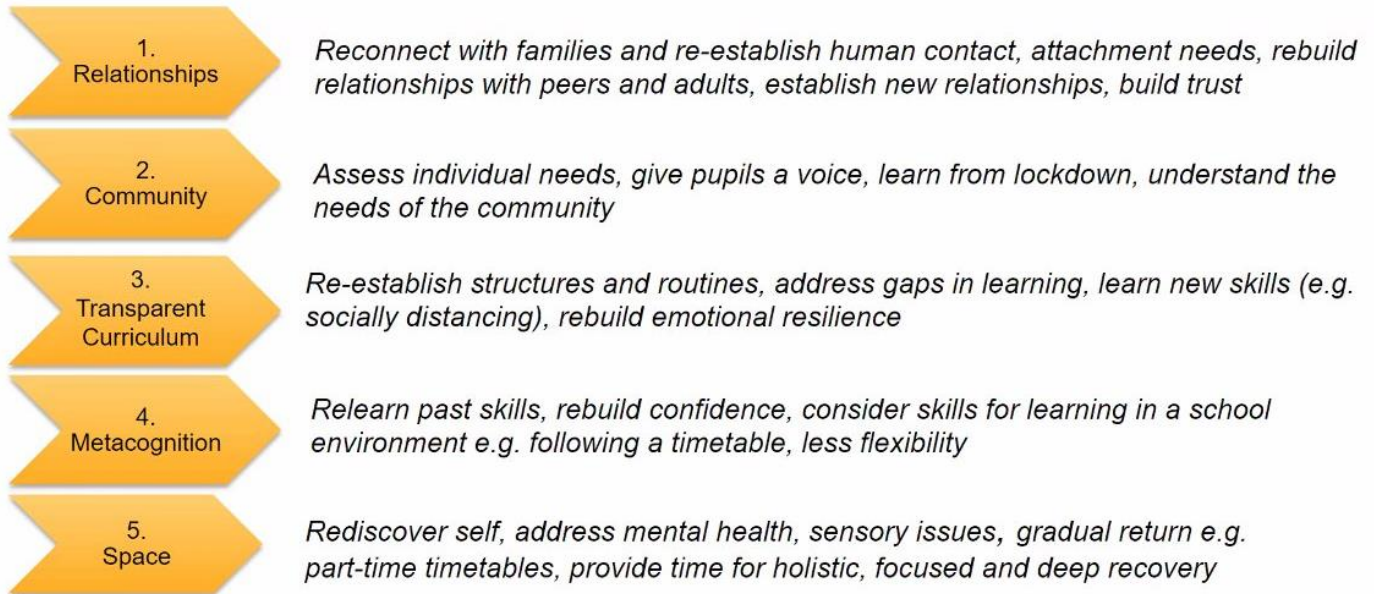 1.
Relationships
Reconnect with families and re-establish human contact, attachment needs, rebuild
relationships with peers and adults, establish new relationships, build trust
2.
Community
Assess individual needs, give pupils a voice, learn from lockdown, understand the
needs of the community
3.
Transparent
Curriculum
Re-establish structures and routines, address gaps in learning, learn new skills (e.g.
socially distancing), rebuild emotional resilience
4.
Metacognition
Relearn past skills, rebuild confidence, consider skills for learning in a school
environment e.g. following a timetable, less flexibility
5.
Space
Rediscover self, address mental health, sensory issues, gradual return e.g.
part-time timetables, provide time for holistic, focused and deep recovery